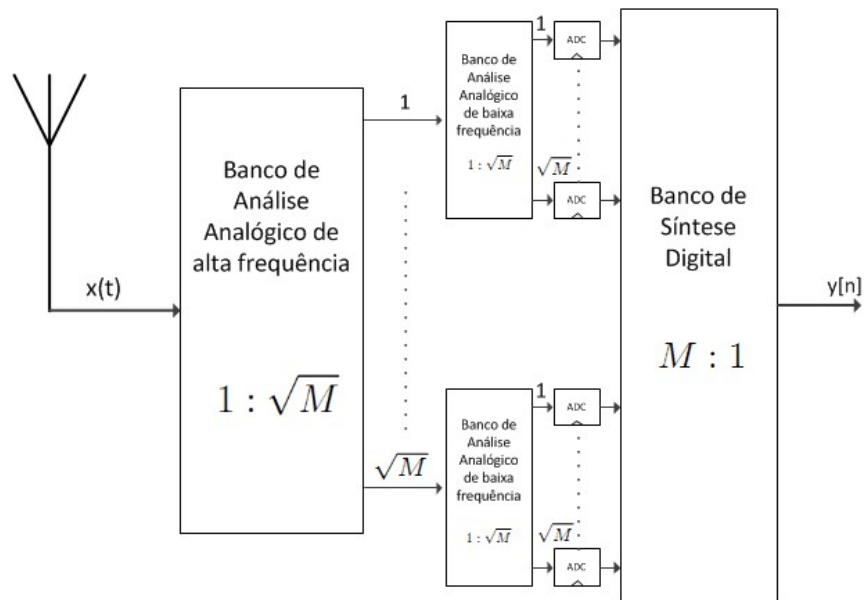 x(t)
Banco de
Análise
Analógico de
alta frequência
1 : √M
1
√M
Banco de
Análise
Analógico
de baixa
frequência
1 : √M
1
√M
ADC
ADC
Banco de
Análise
Analógico
de baixa
frequência
1 : √M
1
√M
ADC
ADC
Banco de
Síntese
Digital
M : 1
y[n]